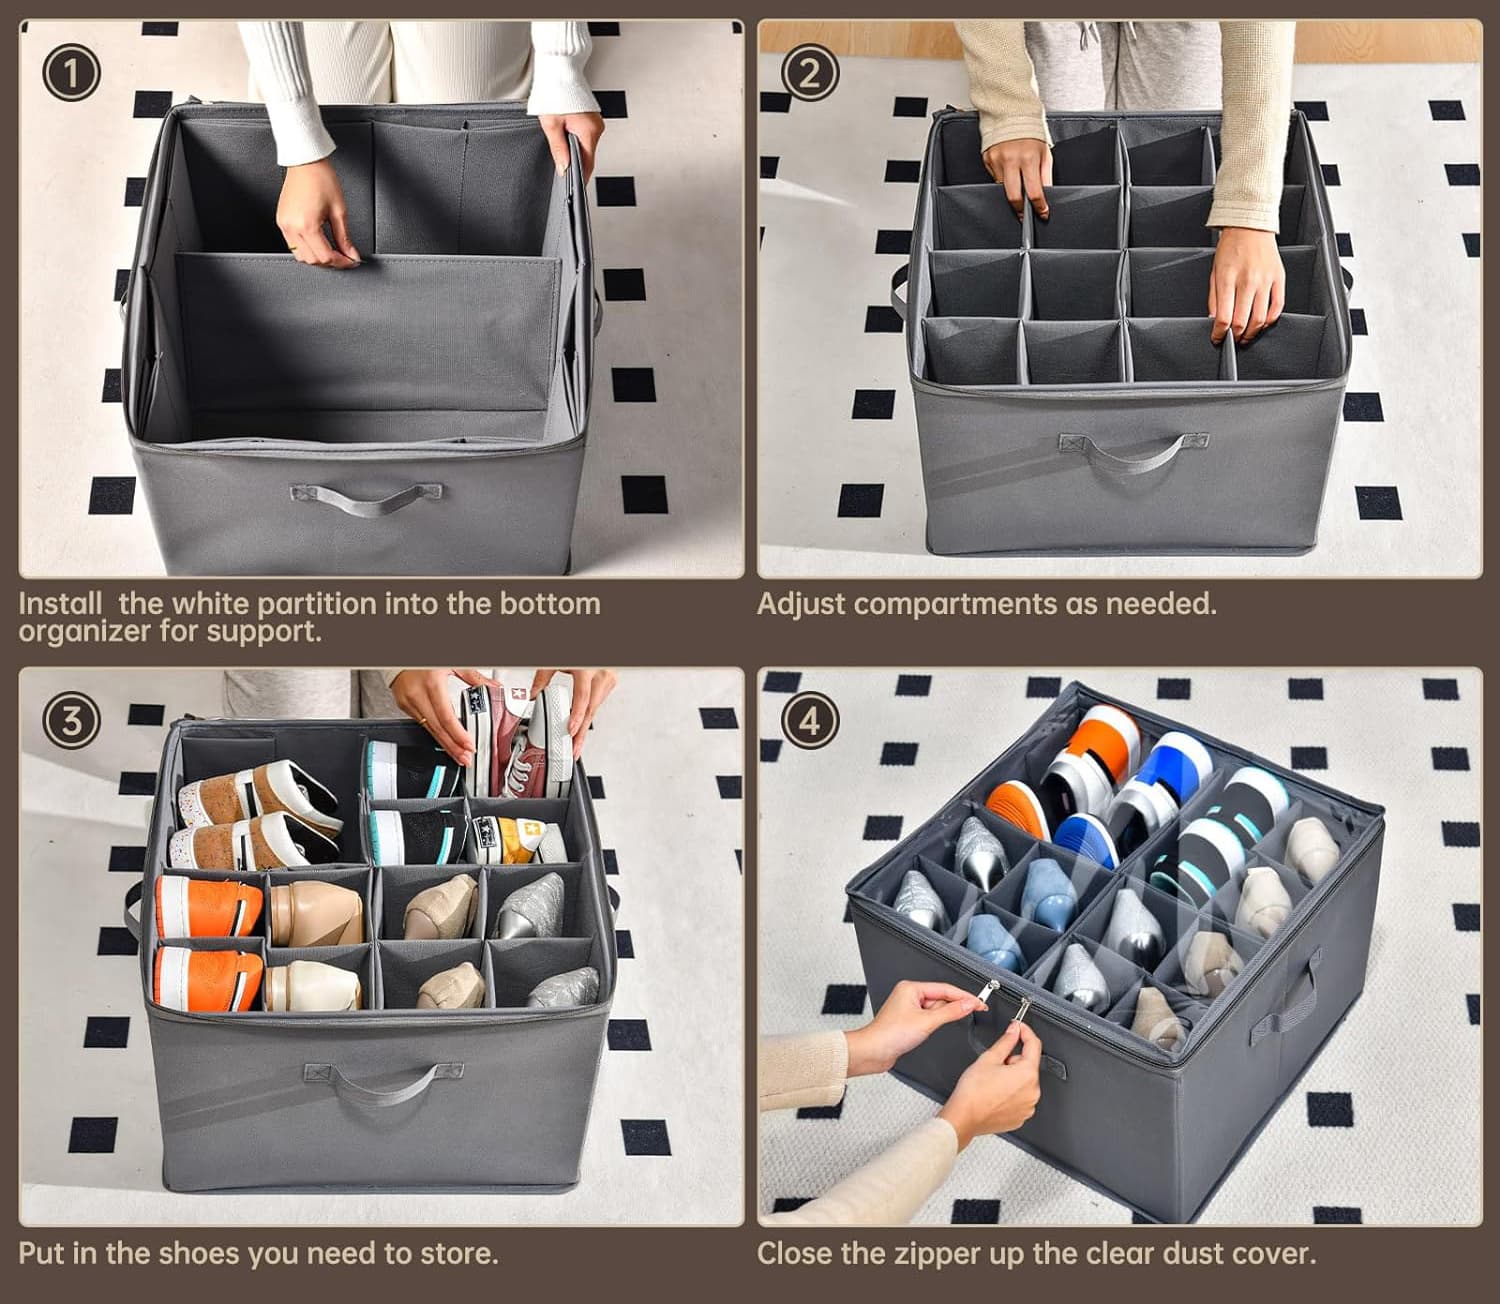 1
2
Install  the white partition into the bottom
organizer for support.
Adjust compartments as needed.
3
4
Put in the shoes you need to store.
Close the zipper up the clear dust cover.